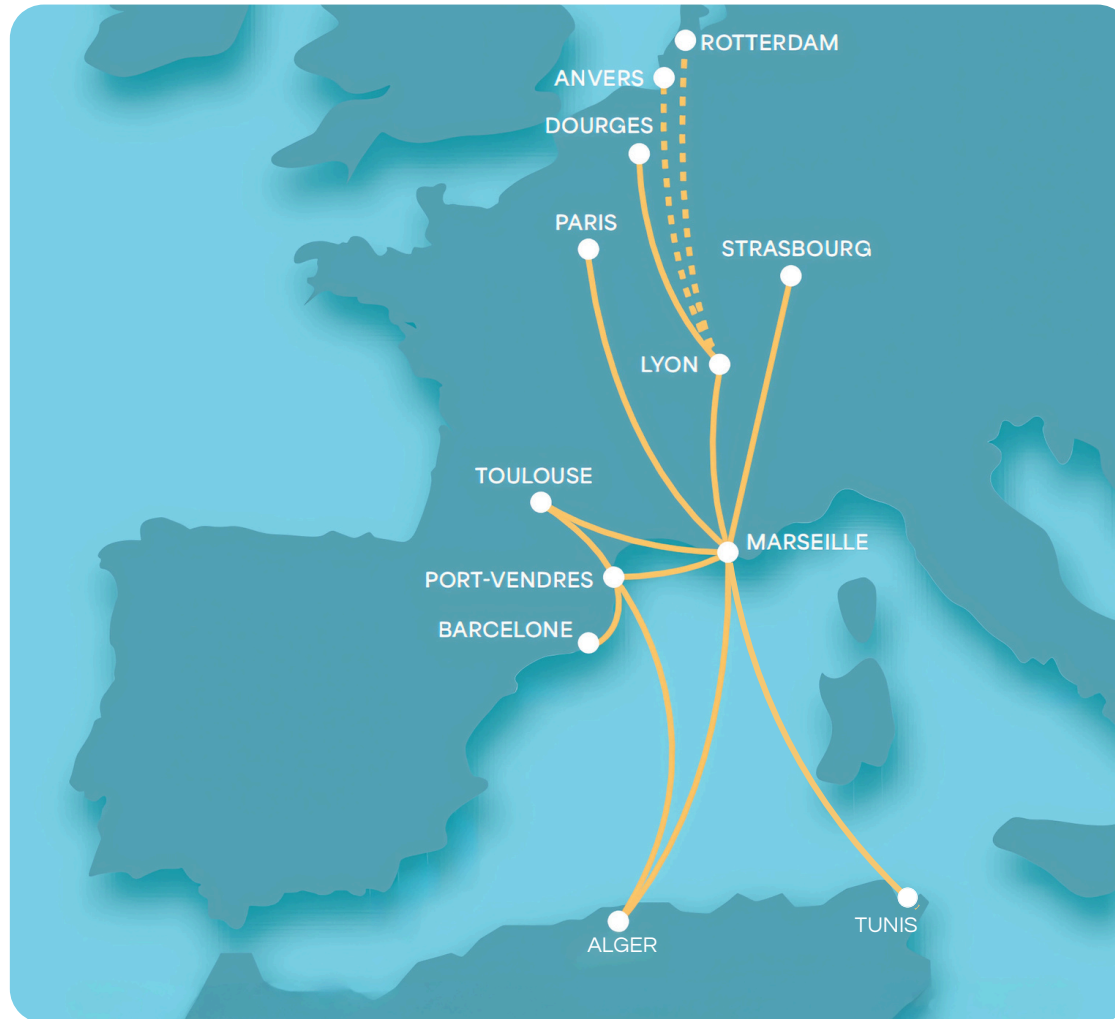 ROTTERDAM
ANVERS
DOURGES
PARIS
STRASBOURG
LYON
TOULOUSE
MARSEILLE
PORT-VENDRES
BARCELONE
TUNIS
ALGER